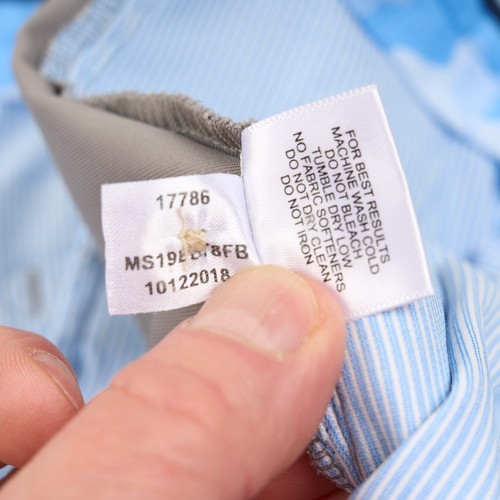 17786
10122018
FOR BEST RESULTS
MACHINE WASH COLD
DO NOT BLEACH
TUMBLE DRY LOW
NO FABRIC SOFTENERS
DO NOT DRY CLEAN
DO NOT IRON